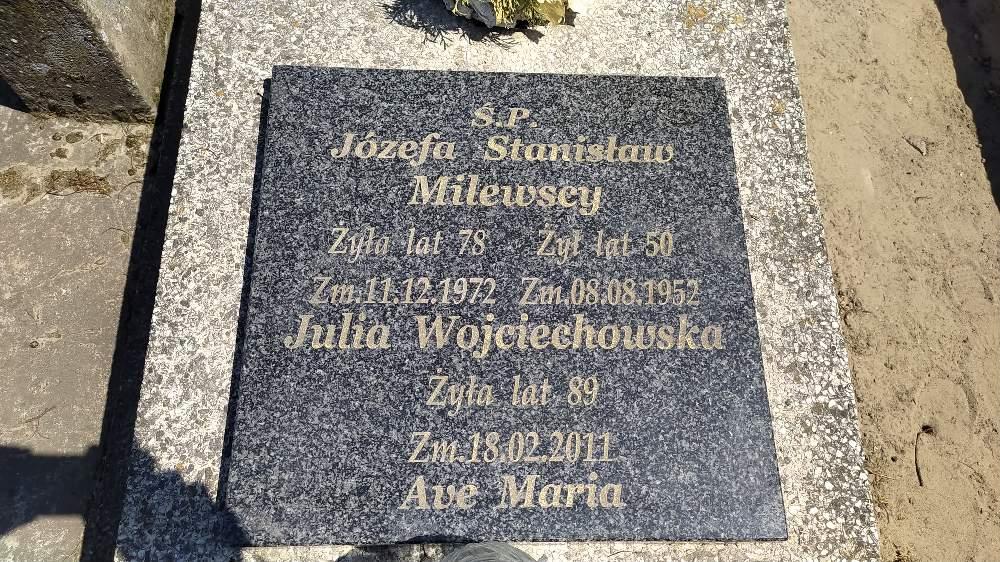 Ś.P.
Józefa Stanisław
Milewscy
Żyła lat 78 Żył lat 50
Zm.11.12.1972 Zm.08.08.1952
Julia Wojciechowska
Żyła lat 89
Zm.18.02.2011
Ave Maria